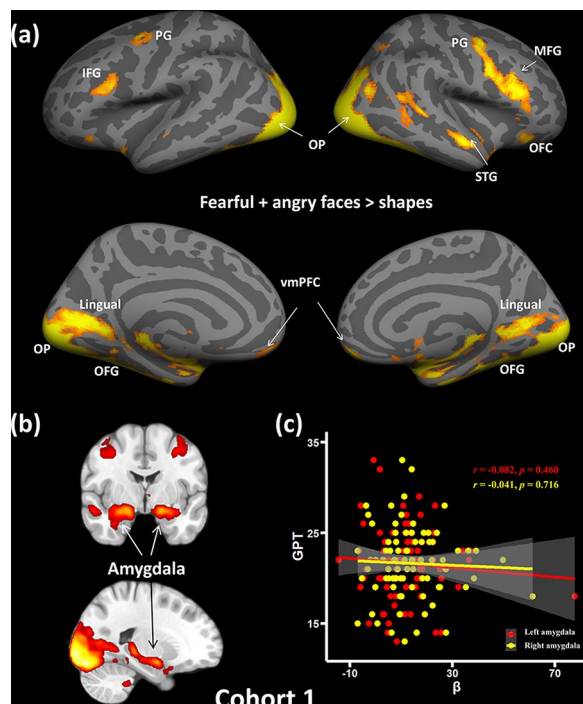 (a)
PG
IFG
OP
PG
MFG
OFC
STG
Fearful + angry faces > shapes
vmPFC
Lingual
OP
OFG
Lingual
OP
OFG
(b)
Amygdala
(c)
35
r = -0.082, p = 0.460
r = -0.041, p = 0.716
GPT
25
15
Left amygdala
Right amygdala
-10
30
70
β
Cohort 1